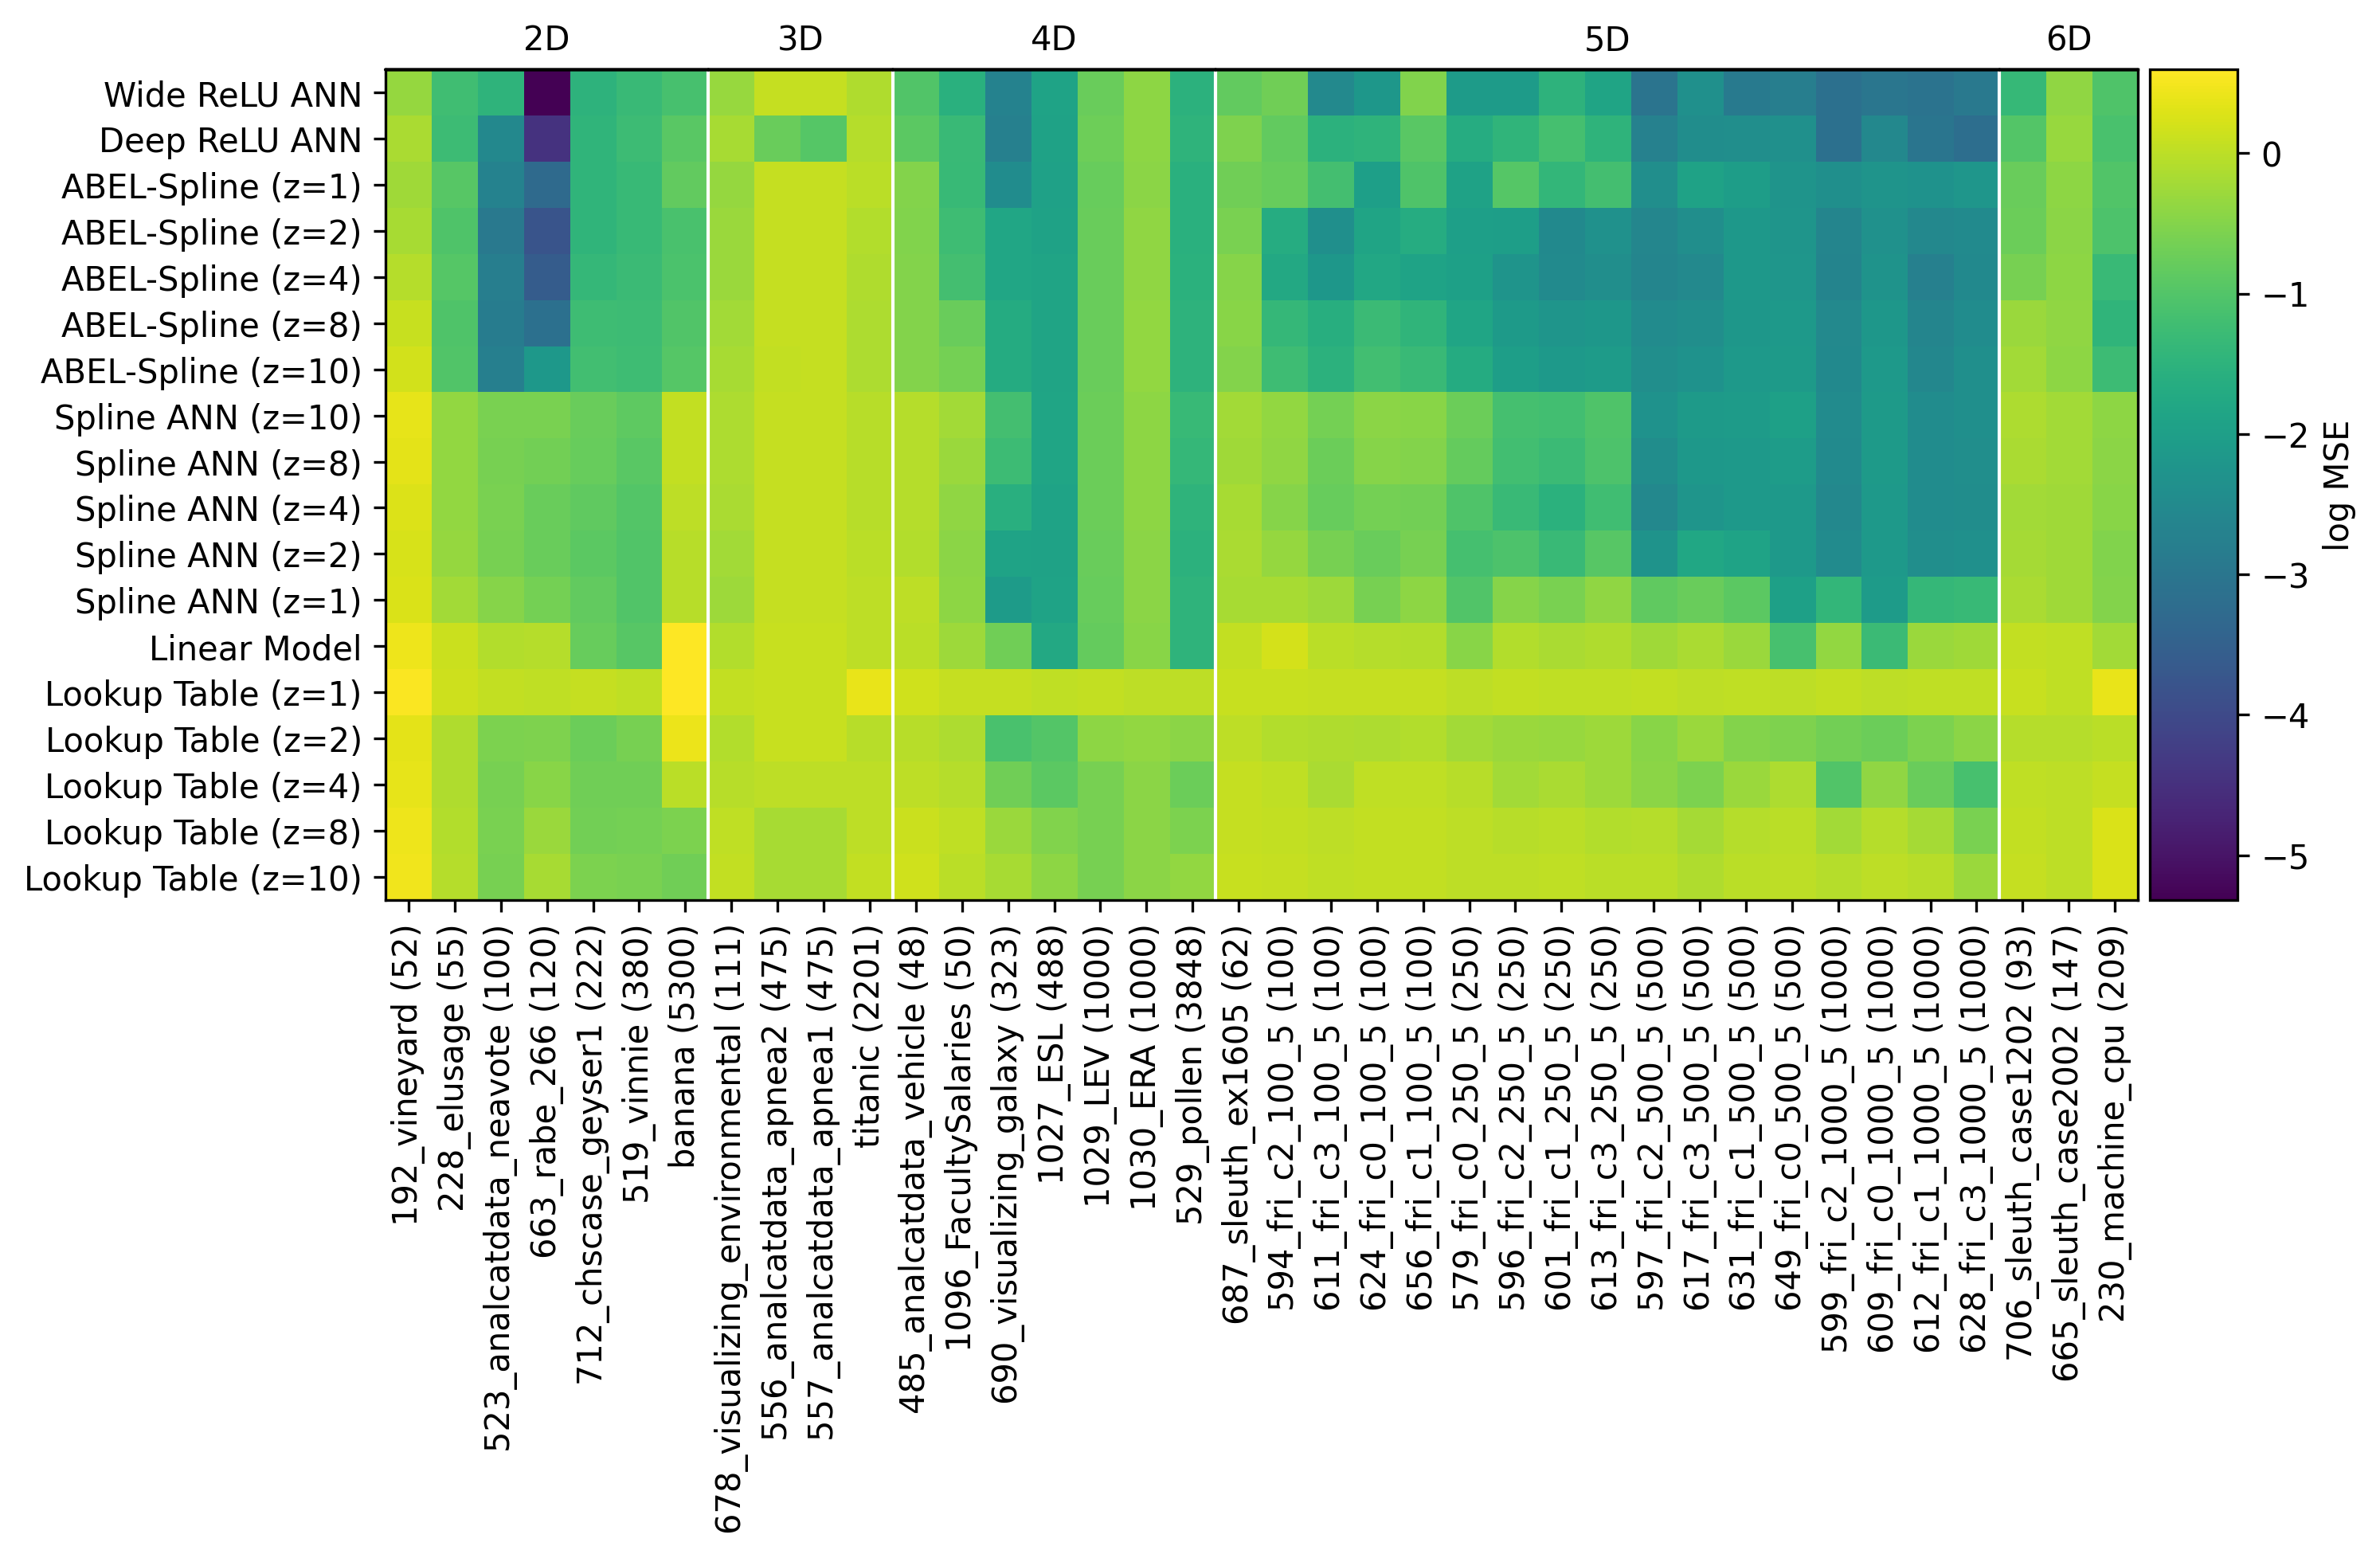 2D
3D
4D
5D
6D
Wide ReLU ANN
Deep ReLU ANN
ABEL-Spline (z=1)
ABEL-Spline (z=2)
ABEL-Spline (z=4)
ABEL-Spline (z=8)
ABEL-Spline (z=10)
Spline ANN (z=10)
Spline ANN (z=8)
Spline ANN (z=4)
Spline ANN (z=2)
Spline ANN (z=1)
Linear Model
Lookup Table (z=1)
Lookup Table (z=2)
Lookup Table (z=4)
Lookup Table (z=8)
Lookup Table (z=10)
192_vineyard (52)
228_elusage (55)
523_analcatdata_neavote (100)
663_rabe_266 (120)
712_chscase_geyser1 (222)
519_vinnie (380)
banana (5300)
678_visualizing_environmental (111)
556_analcatdata_apnea2 (475)
557_analcatdata_apnea1 (475)
titanic (2201)
485_analcatdata_vehicle (48)
1096_FacultySalaries (50)
690_visualizing_galaxy (323)
1027_ESL (488)
1029_LEV (1000)
1030_ERA (1000)
529_pollen (3848)
687_sleuth_ex1605 (62)
594_fri_c2_100_5 (100)
611_fri_c3_100_5 (100)
624_fri_c0_100_5 (100)
656_fri_c1_100_5 (100)
579_fri_c0_250_5 (250)
596_fri_c2_250_5 (250)
601_fri_c1_250_5 (250)
613_fri_c3_250_5 (250)
597_fri_c2_500_5 (500)
617_fri_c3_500_5 (500)
631_fri_c1_500_5 (500)
649_fri_c0_500_5 (500)
599_fri_c2_1000_5 (1000)
609_fri_c0_1000_5 (1000)
612_fri_c1_1000_5 (1000)
628_fri_c3_1000_5 (1000)
706_sleuth_case1202 (93)
665_sleuth_case2002 (147)
230_machine_cpu (209)
0
−1
−2
−3
−4
−5
log MSE